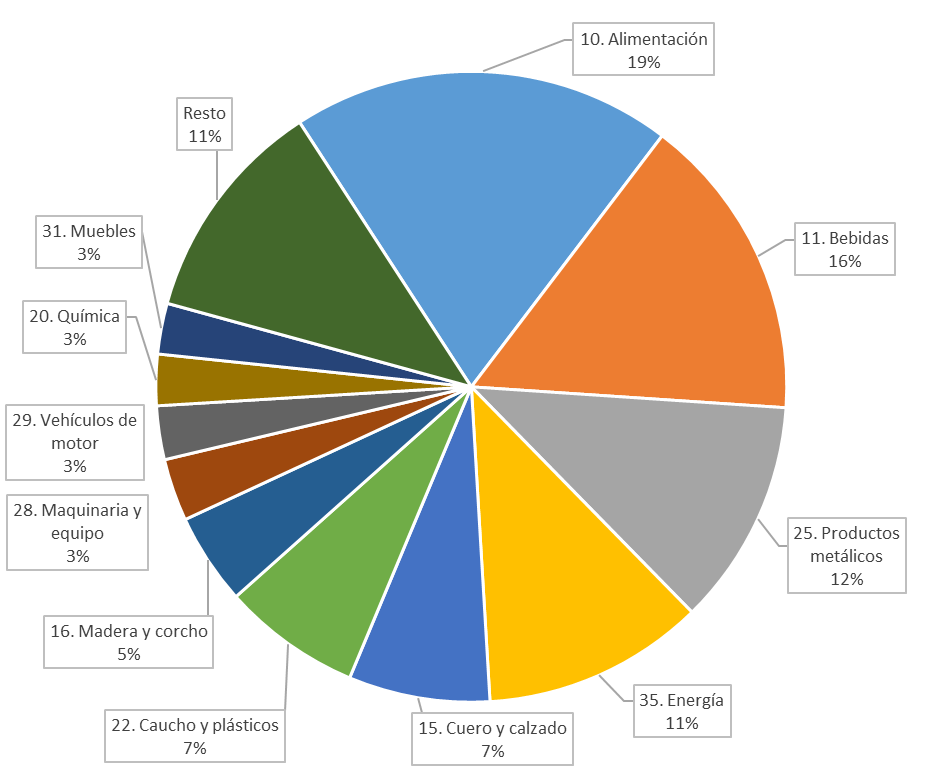 10. Alimentación
19%
11. Bebidas
16%
25. Productos
metálicos
12%
35. Energía
11%
15. Cuero y calzado
7%
22. Caucho y plásticos
7%
16. Madera y corcho
5%
28. Maquinaria y
equipo
3%
29. Vehículos de
motor
3%
20. Química
3%
31. Muebles
3%
Resto
11%